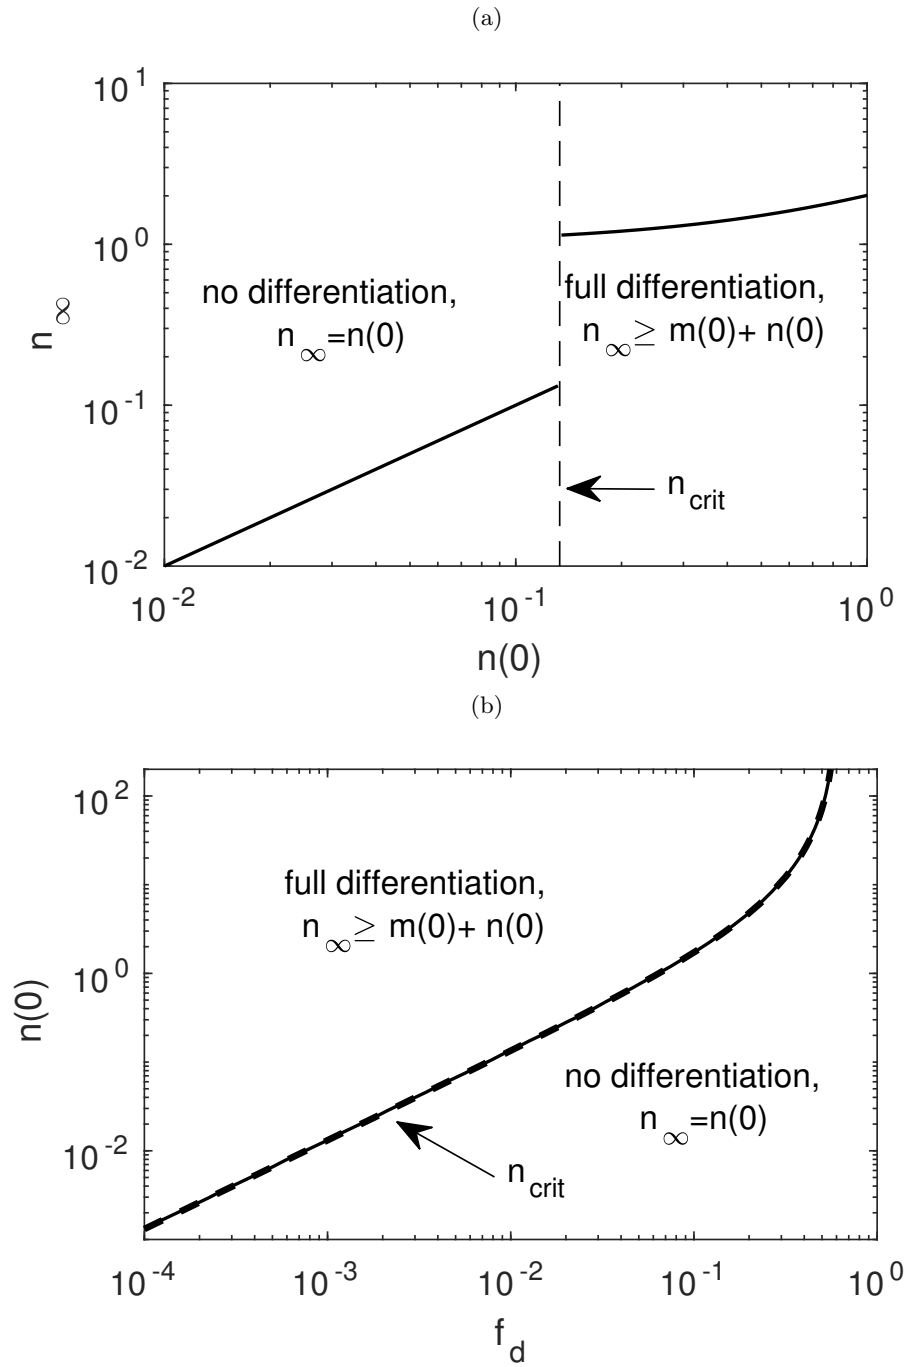 (a)
10^1
10^0
10^-1
10^-2
n_∞
no differentiation,
n_∞=n(0)
full differentiation,
n_∞≥ m(0)+ n(0)
n_crit
10^-2
10^-1
10^0
n(0)
(b)
10^2
10^0
10^-2
n(0)
full differentiation,
n_∞≥ m(0)+ n(0)
no differentiation,
n_∞=n(0)
n_crit
10^-4
10^-3
10^-2
10^-1
10^0
f_d